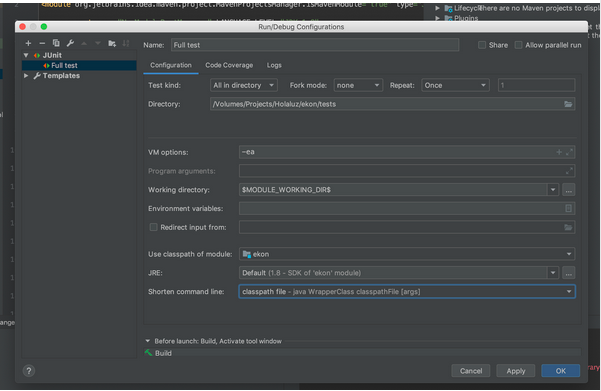 <module org.jetbrains.idea.maven.project.MavenProjectsManager.isMavenModule="true" type=
Lifecycle
There are no Maven projects to displa
Plugins
Run/Debug Configurations
Name: Full test
Share
Allow parallel run
JUnit
Full test
Templates
Configuration Code Coverage Logs
Test kind: All in directory Fork mode: none Repeat: Once 1
Directory: /Volumes/Projects/Holaluz/ekon/tests
VM options: -ea
Program arguments:
Working directory: $MODULE_WORKING_DIR$
Environment variables:
Redirect input from:
Use classpath of module: ekon
JRE: Default (1.8 - SDK of 'ekon' module)
Shorten command line: classpath file - java WrapperClass classpathFile [args]
Before launch: Build, Activate tool window
Build
? Cancel Apply OK